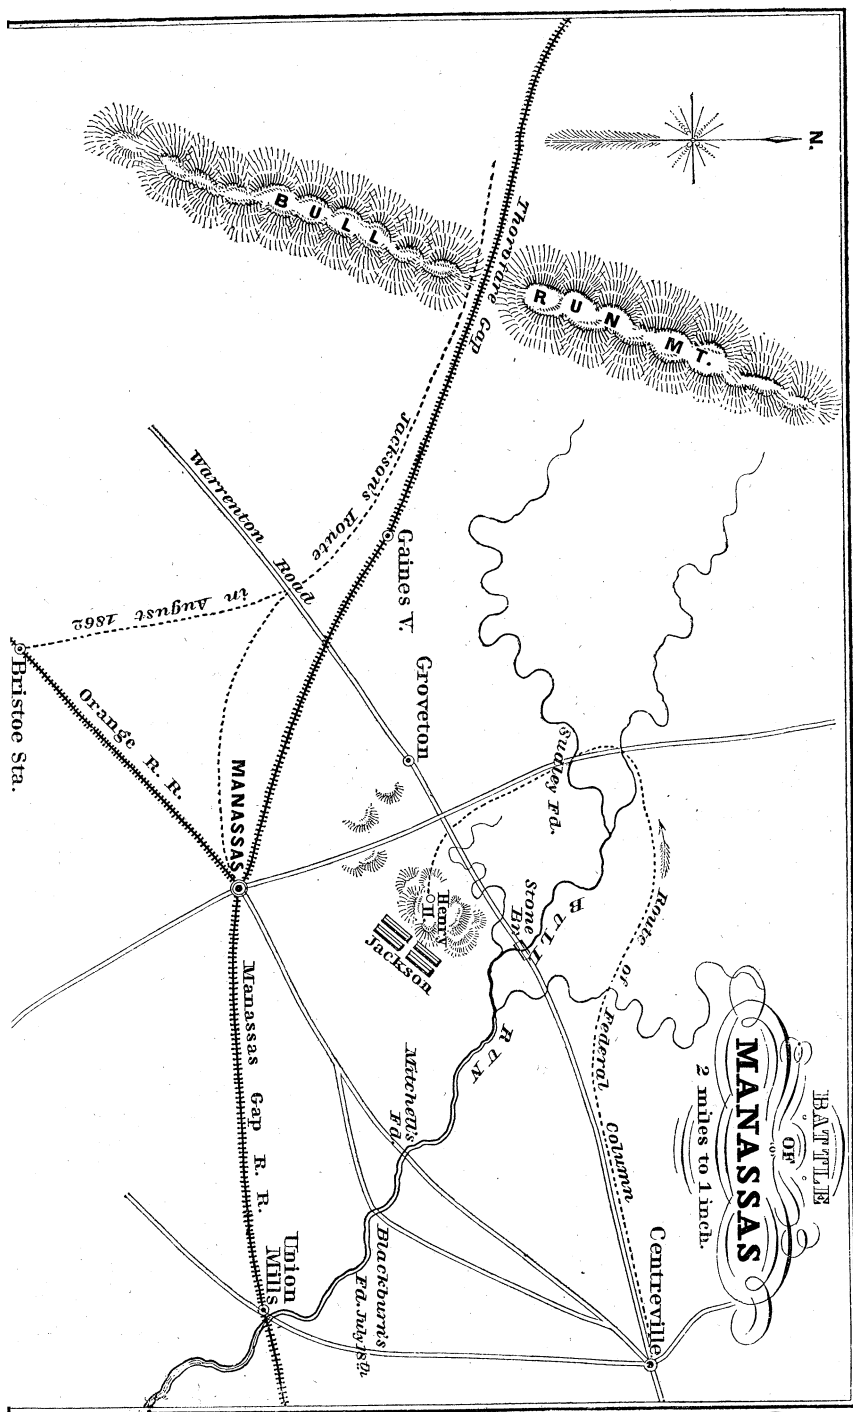 BATTLE
OF
MANASSAS
2 miles to 1 inch.
N.
BULL RUN MT.
Thorofare Gap
Jackson's Route
in August 1862
Warrenton Road
Gaines V.
Groveton
Sudley Fd.
Stone Bn.
BULL RUN
Route of Federal Column
Centreville
Henry
H.
Jackson
Mitchell's
Fd.
Blackburn's
Fd. July 18th
Union
Mills
Manassas Gap R. R.
MANASSAS
Orange R. R.
Bristoe Sta.